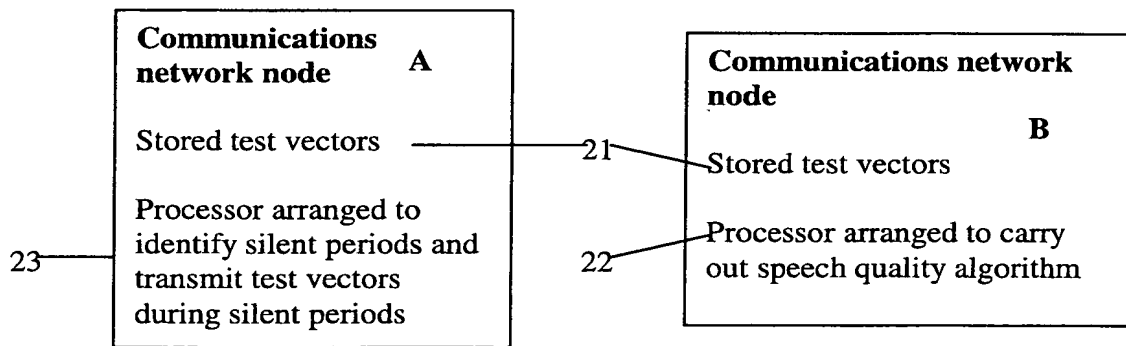 Communications
network node A
Stored test vectors
Processor arranged to
identify silent periods and
transmit test vectors
during silent periods
23
21
22
Communications network
node
B
Stored test vectors
Processor arranged to carry
out speech quality algorithm